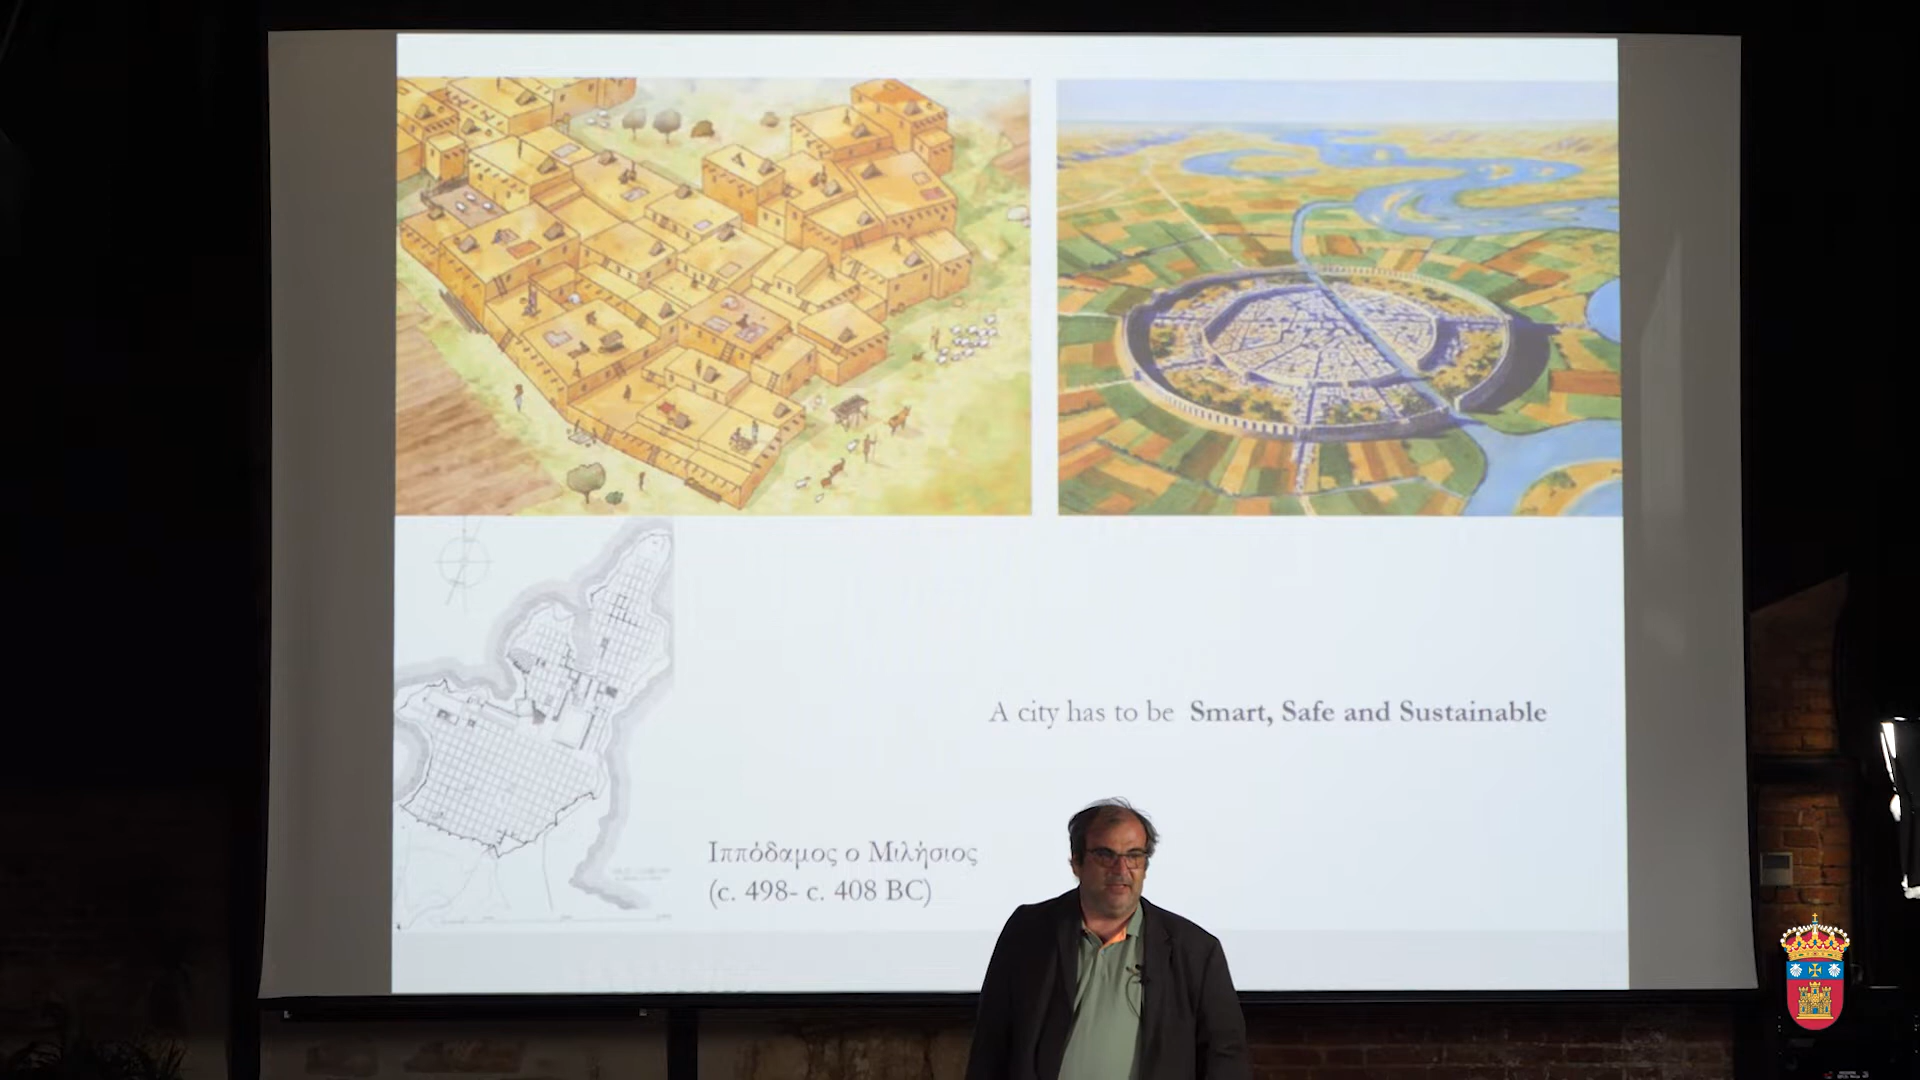 A city has to be Smart, Safe and Sustainable
Ιππόδαμος ο Μιλήσιος
(c. 498- c. 408 BC)